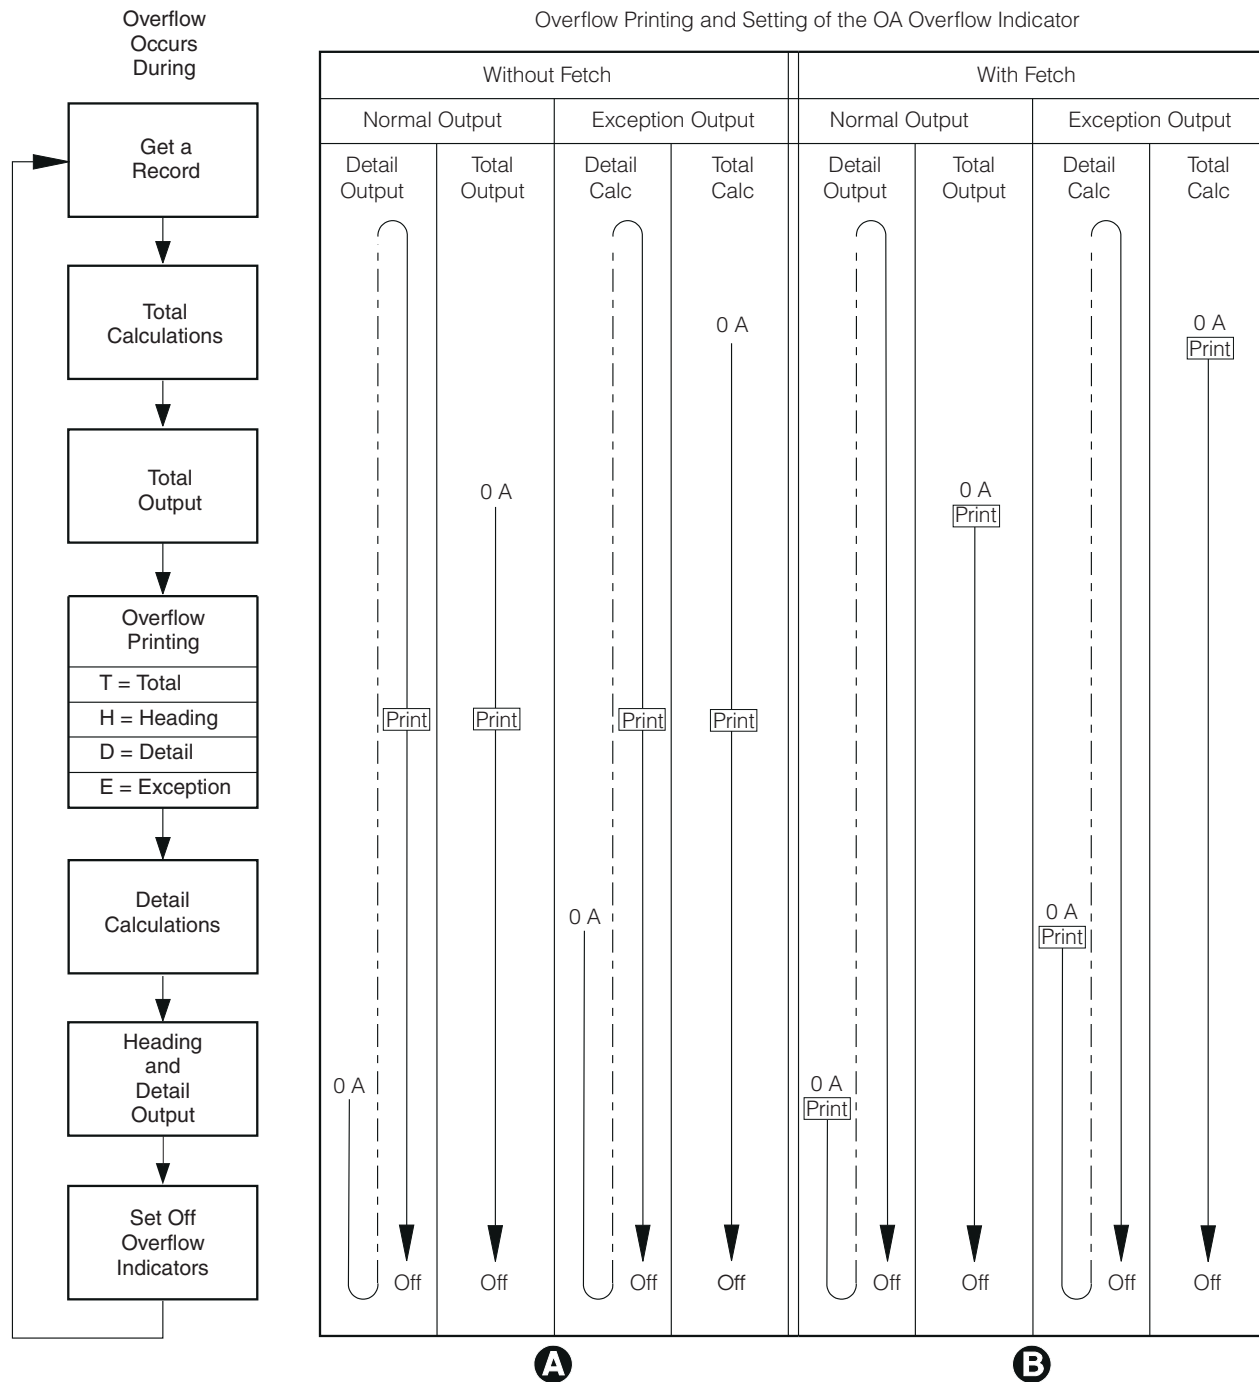 Overflow
Occurs
During
Get a
Record
Total
Calculations
Total
Output
Overflow
Printing
T = Total
H = Heading
D = Detail
E = Exception
Detail
Calculations
Heading
and
Detail
Output
Set Off
Overflow
Indicators
Overflow Printing and Setting of the OA Overflow Indicator
Without Fetch
With Fetch
Normal Output
Exception Output
Normal Output
Exception Output
Detail
Output
Total
Output
Detail
Calc
Total
Calc
Detail
Output
Total
Output
Detail
Calc
Total
Calc
0 A
0 A
Print
0 A
0 A
Print
Print
Print
Print
Print
0 A
0 A
Print
0 A
0 A
Print
Off
Off
Off
Off
Off
Off
Off
Off
A
B